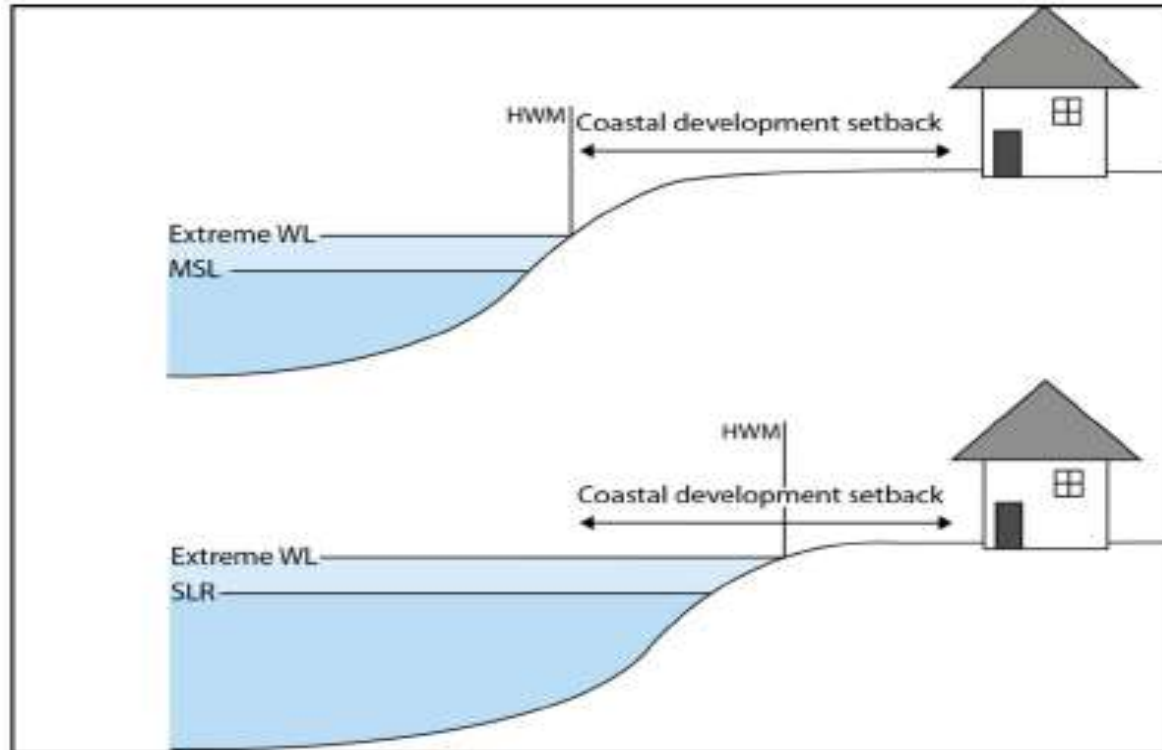 HWM
Coastal development setback
Extreme WL
MSL
HWM
Coastal development setback
Extreme WL
SLR